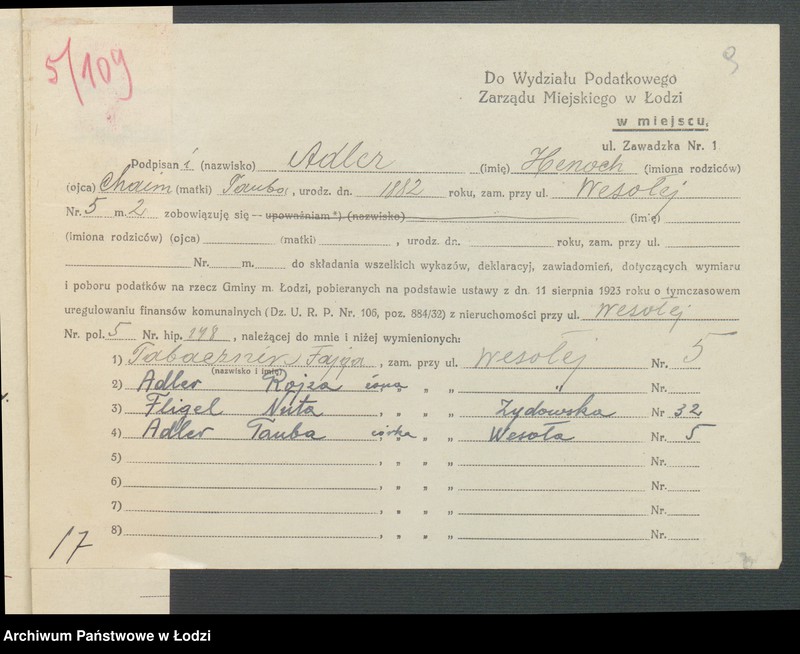 5/109
9
Do Wydziału Podatkowego
Zarządu Miejskiego w Łodzi
w miejscu.
ul. Zawadzka Nr. 1
Podpisan i (nazwisko) Adler (imię) Henoch (imiona rodziców)
(ojca) Chaim (matki) Tauba, urodz. dn. 1882 roku, zam. przy ul. Wesołej
Nr. 5 m. 2 zobowiązuję się — upoważniam *) (nazwisko) (imię)
(imiona rodziców) (ojca) (matki) , urodz. dn. roku, zam. przy ul.
Nr. m. do składania wszelkich wykazów, deklaracyj, zawiadomień, dotyczących wymiaru
i poboru podatków na rzecz Gminy m. Łodzi, pobieranych na podstawie ustawy z dn. 11 sierpnia 1923 roku o tymczasowem
uregulowaniu finansów komunalnych (Dz. U. R. P. Nr. 106, poz. 884/32) z nieruchomości przy ul. Wesołej
Nr. pol. 5 Nr. hip. 198, należącej do mnie i niżej wymienionych:
1) Tabacznik Fajga, zam. przy ul. Wesołej Nr. 5
(nazwisko i imię)
2) Adler Rojza „ „ „ Nr.
3) Fligel Nuta , „ „ „ Żydowska Nr 32
4) Adler Tauba córka „ „ Wesoła Nr. 5
5) , „ „ „ Nr.
6) , „ „ „ Nr.
7) , „ „ „ Nr.
8) , „ „ „ Nr.
17
Archiwum Państwowe w Łodzi